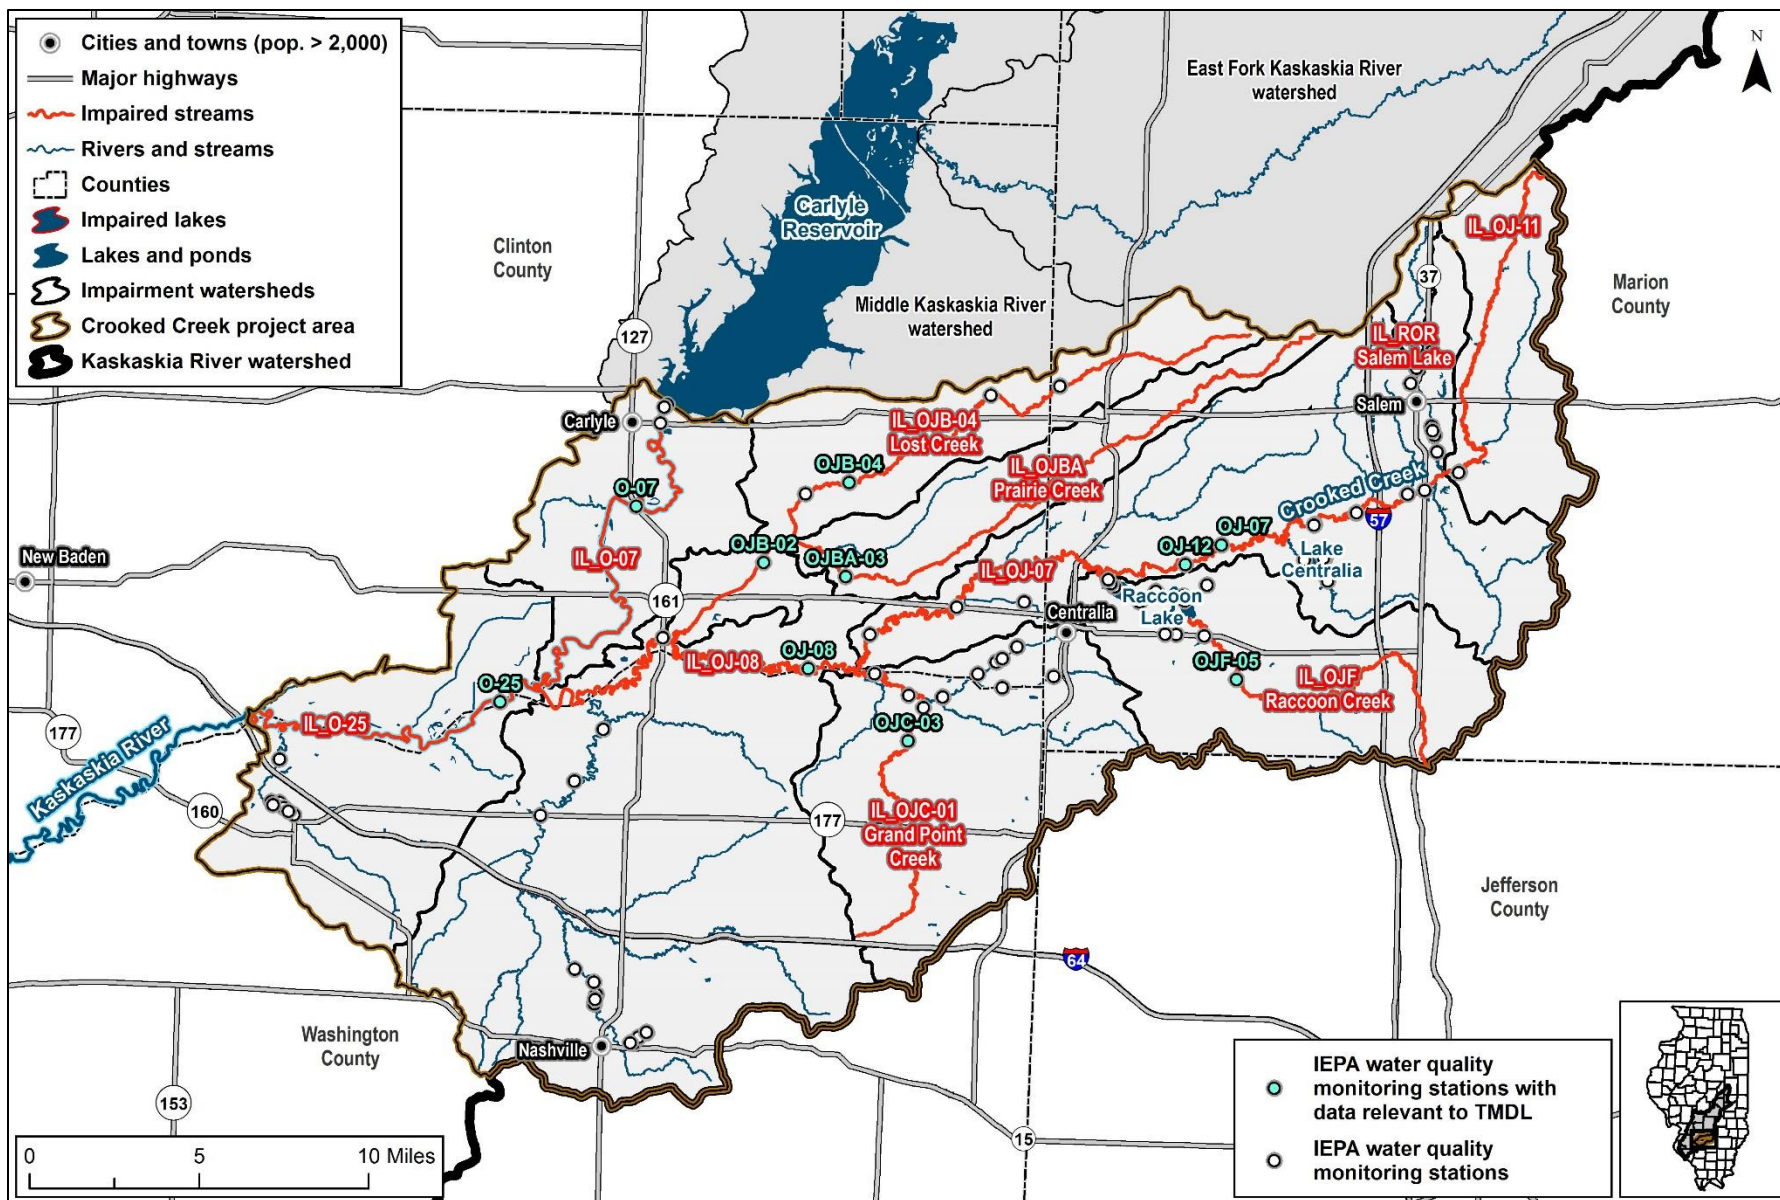 Cities and towns (pop. > 2,000)
Major highways
Impaired streams
Rivers and streams
Counties
Impaired lakes
Lakes and ponds
Impairment watersheds
Crooked Creek project area
Kaskaskia River watershed
N
East Fork Kaskaskia River
watershed
Carlyle
Reservoir
Clinton
County
Middle Kaskaskia River
watershed
IL_OJ-11
37
Marion
County
127
IL_ROR
Salem Lake
Salem
Carlyle
IL_OJB-04
Lost Creek
OJB-04
IL_OJBA
Prairie Creek
O-07
Crooked Creek
57
OJ-07
OJ-12
New Baden
IL_O-07
OJB-02
OJBA-03
IL_OJ-07
Lake
Centralia
161
Raccoon
Lake
Centralia
OJ-08
IL_OJ-08
OJF-05
IL_OJF
Raccoon Creek
O-25
IL_O-25
OJC-03
177
Kaskaskia River
160
177
IL_OJC-01
Grand Point
Creek
Jefferson
County
64
Washington
County
Nashville
153
15
0
5
10 Miles
IEPA water quality
monitoring stations with
data relevant to TMDL
IEPA water quality
monitoring stations